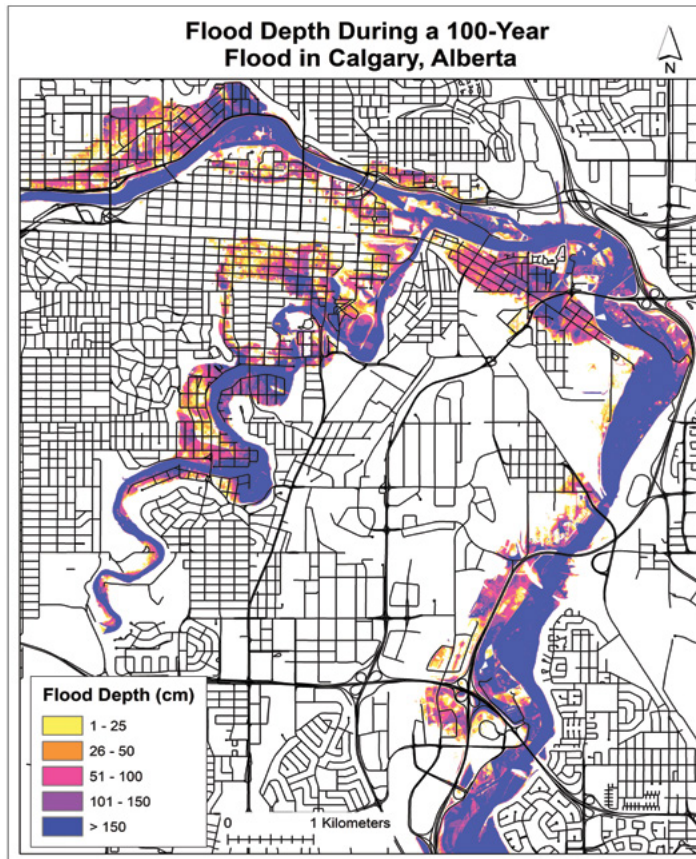 Flood Depth During a 100-Year
Flood in Calgary, Alberta
N
Flood Depth (cm)
1 - 25
26 - 50
51 - 100
101 - 150
> 150
0 1 Kilometers